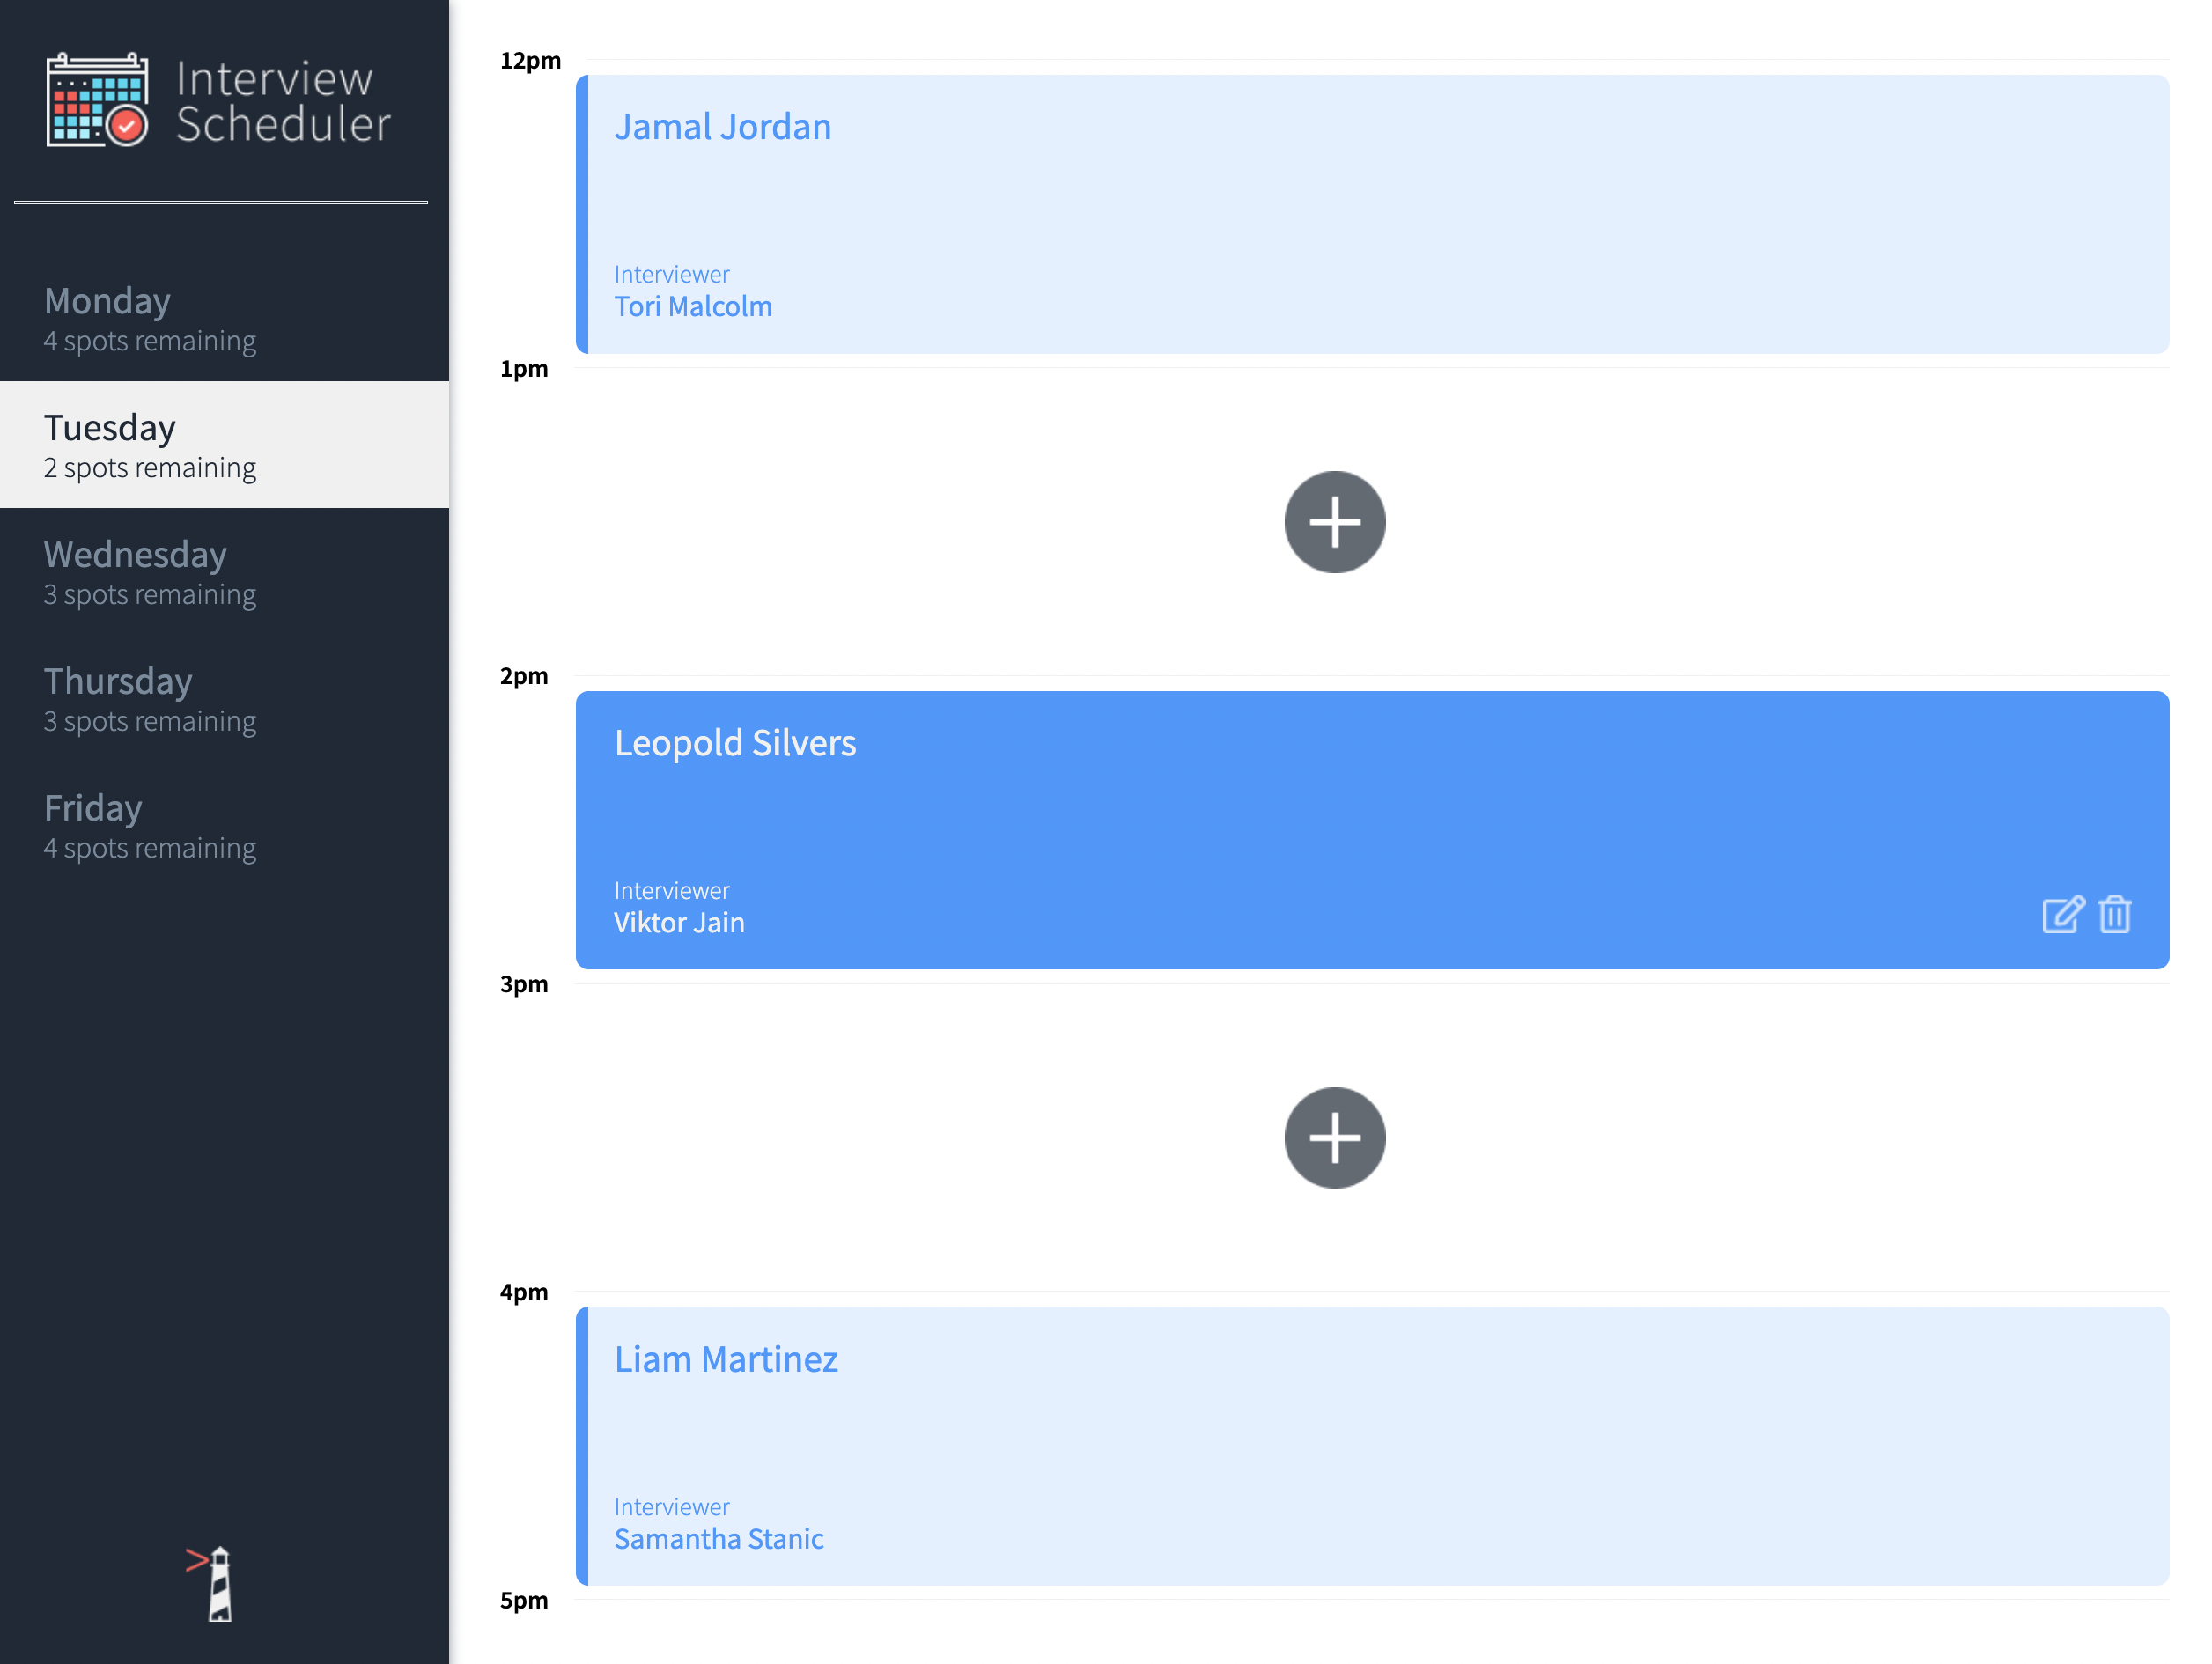 Interview
Scheduler
Monday
4 spots remaining
Tuesday
2 spots remaining
Wednesday
3 spots remaining
Thursday
3 spots remaining
Friday
4 spots remaining
12pm
Jamal Jordan
Interviewer
Tori Malcolm
1pm
2pm
Leopold Silvers
Interviewer
Viktor Jain
3pm
4pm
Liam Martinez
Interviewer
Samantha Stanic
5pm